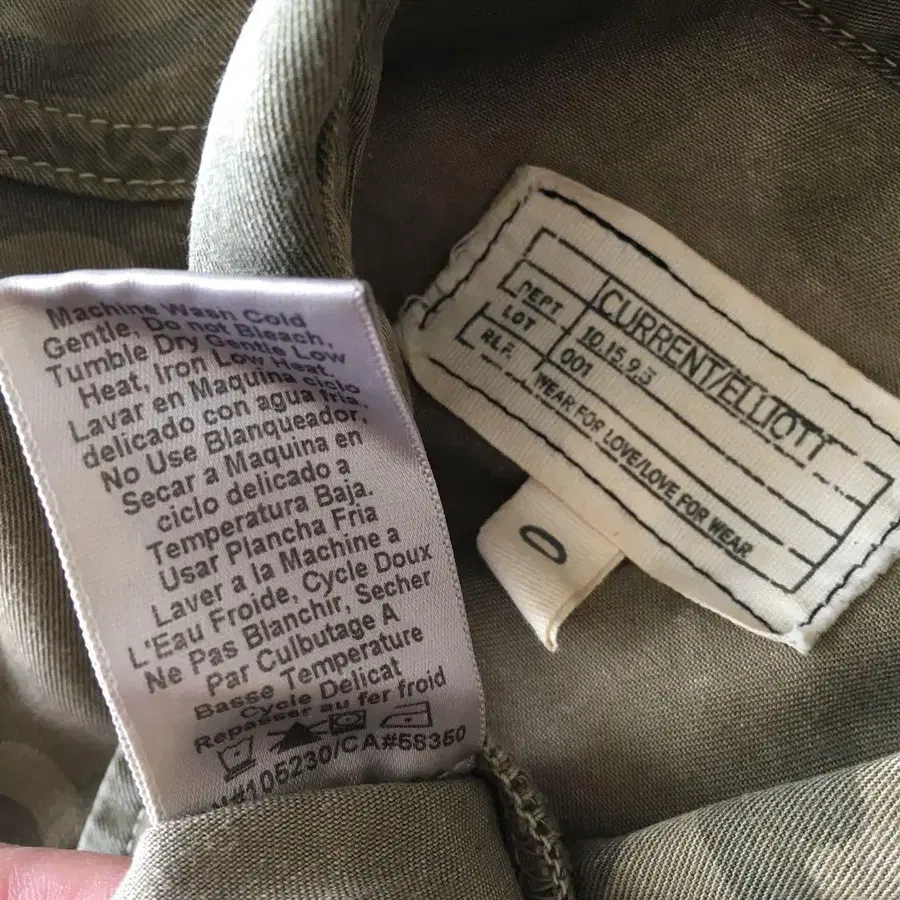 Machine Wash Cold
Gentle, Do not Bleach,
Tumble Dry Gentle Low
Heat, Iron Low Heat.
Lavar en Maquina ciclo
delicado con agua fria,
No Use Blanqueador,
Secar a Maquina en
ciclo delicado a
Temperatura Baja.
Usar Plancha Fria
Laver a la Machine a
L'Eau Froide, Cycle Doux
Ne Pas Blanchir, Secher
Par Culbutage A
Basse Temperature
Cycle Delicat
Repasser au fer froid
#105230/CA#58350
CURRENT/ELLIOTT
DEPT 10.15.9.5
LOT 001
RLF.
WEAR FOR LOVE/LOVE FOR WEAR
0